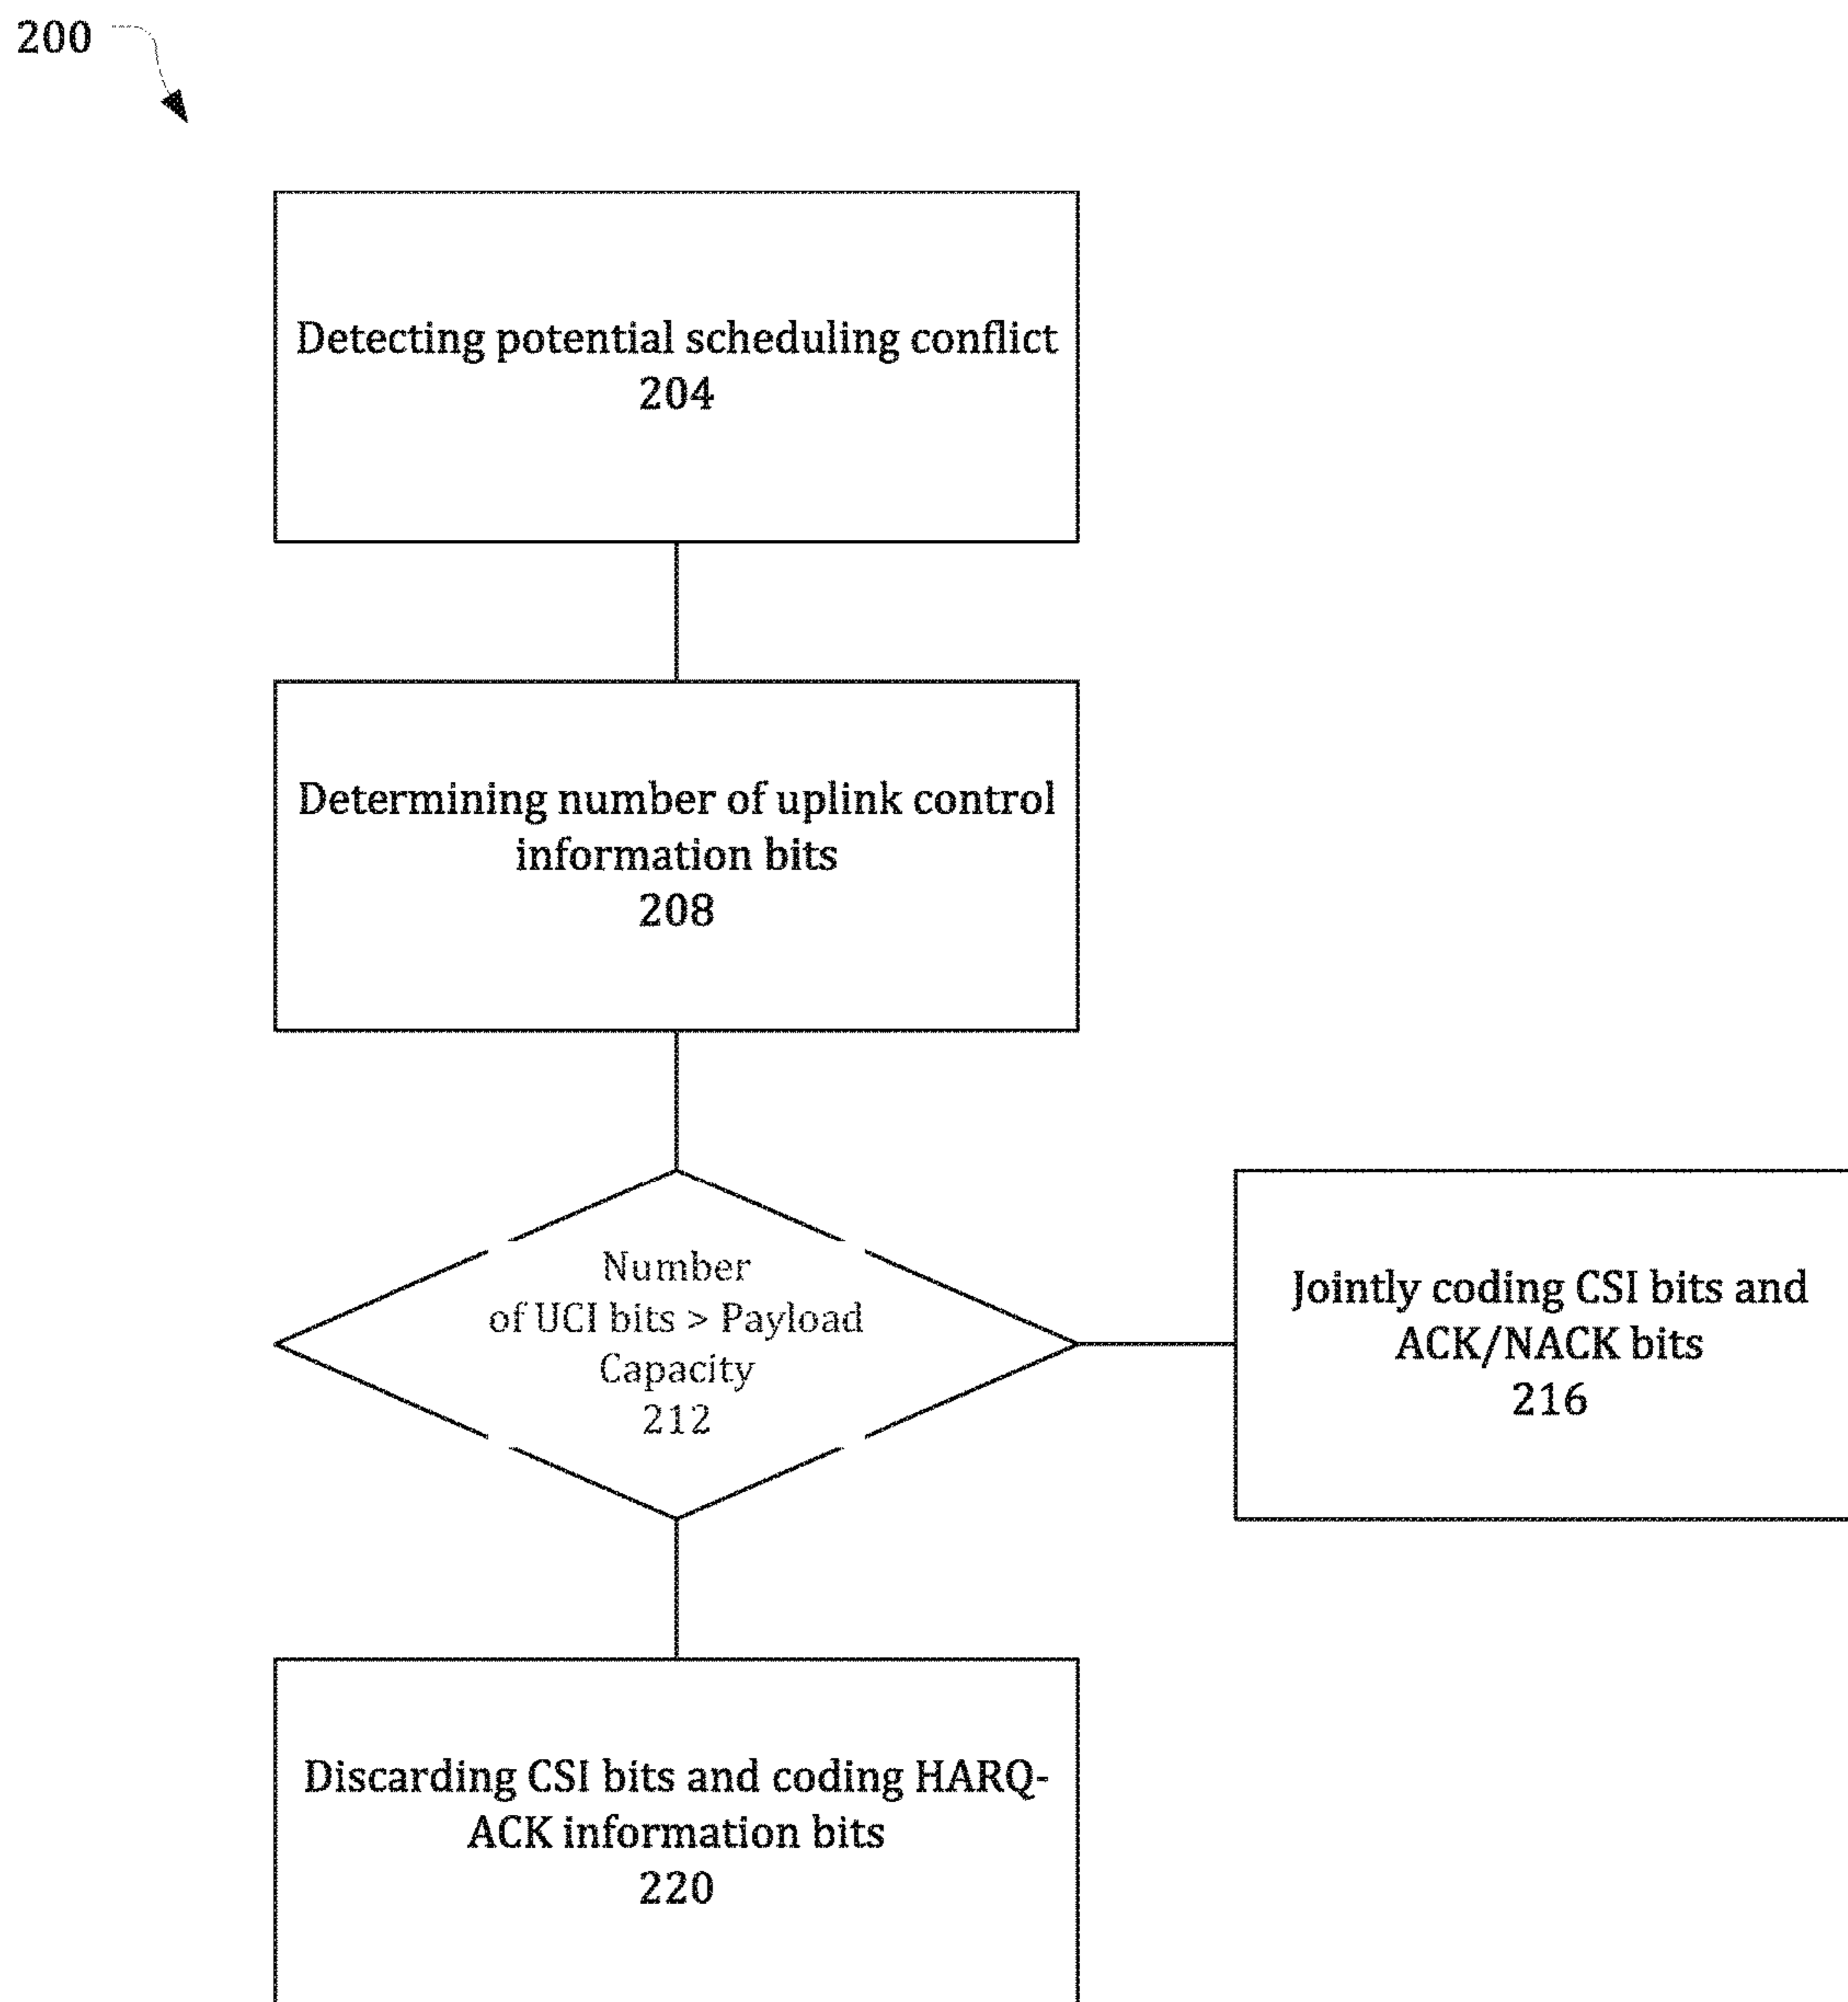 200
Detecting potential scheduling conflict
204
Determining number of uplink control
information bits
208
Number
of UCI bits > Payload
Capacity
212
Jointly coding CSI bits and
ACK/NACK bits
216
Discarding CSI bits and coding HARQ-
ACK information bits
220